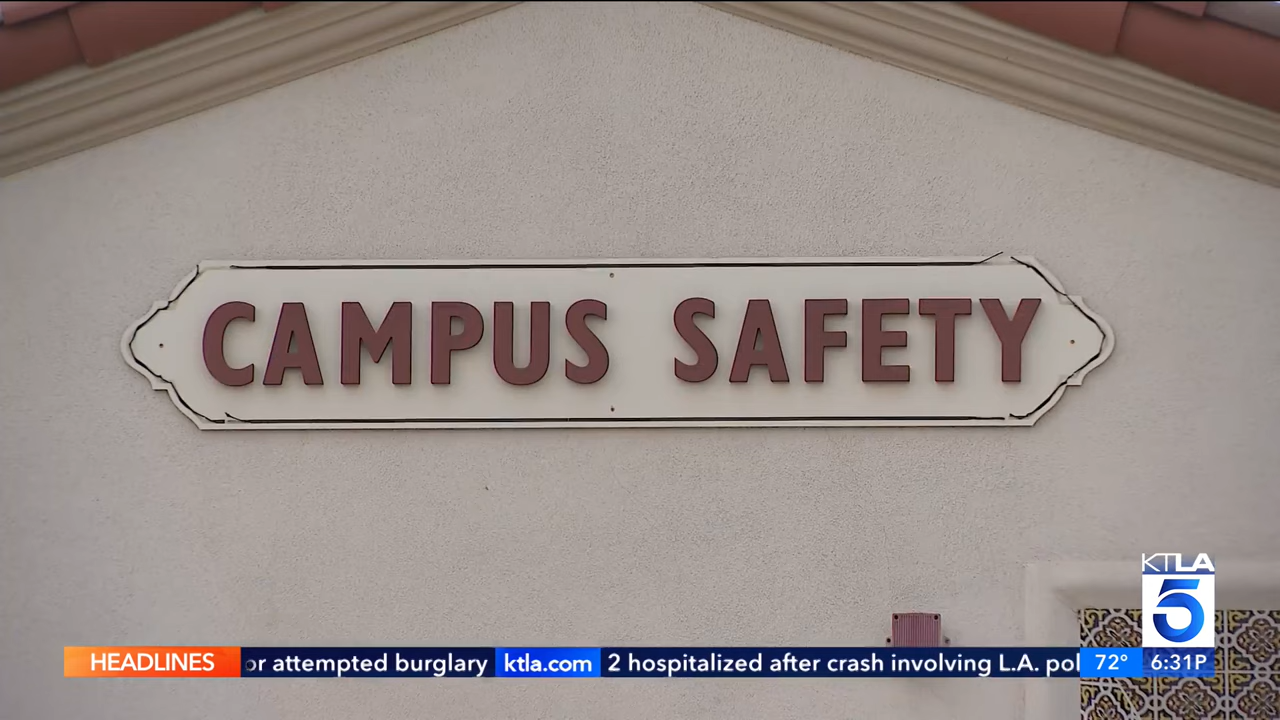 CAMPUS SAFETY
KTLA
5
HEADLINES or attempted burglary ktla.com 2 hospitalized after crash involving L.A. pol 72° 6:31P